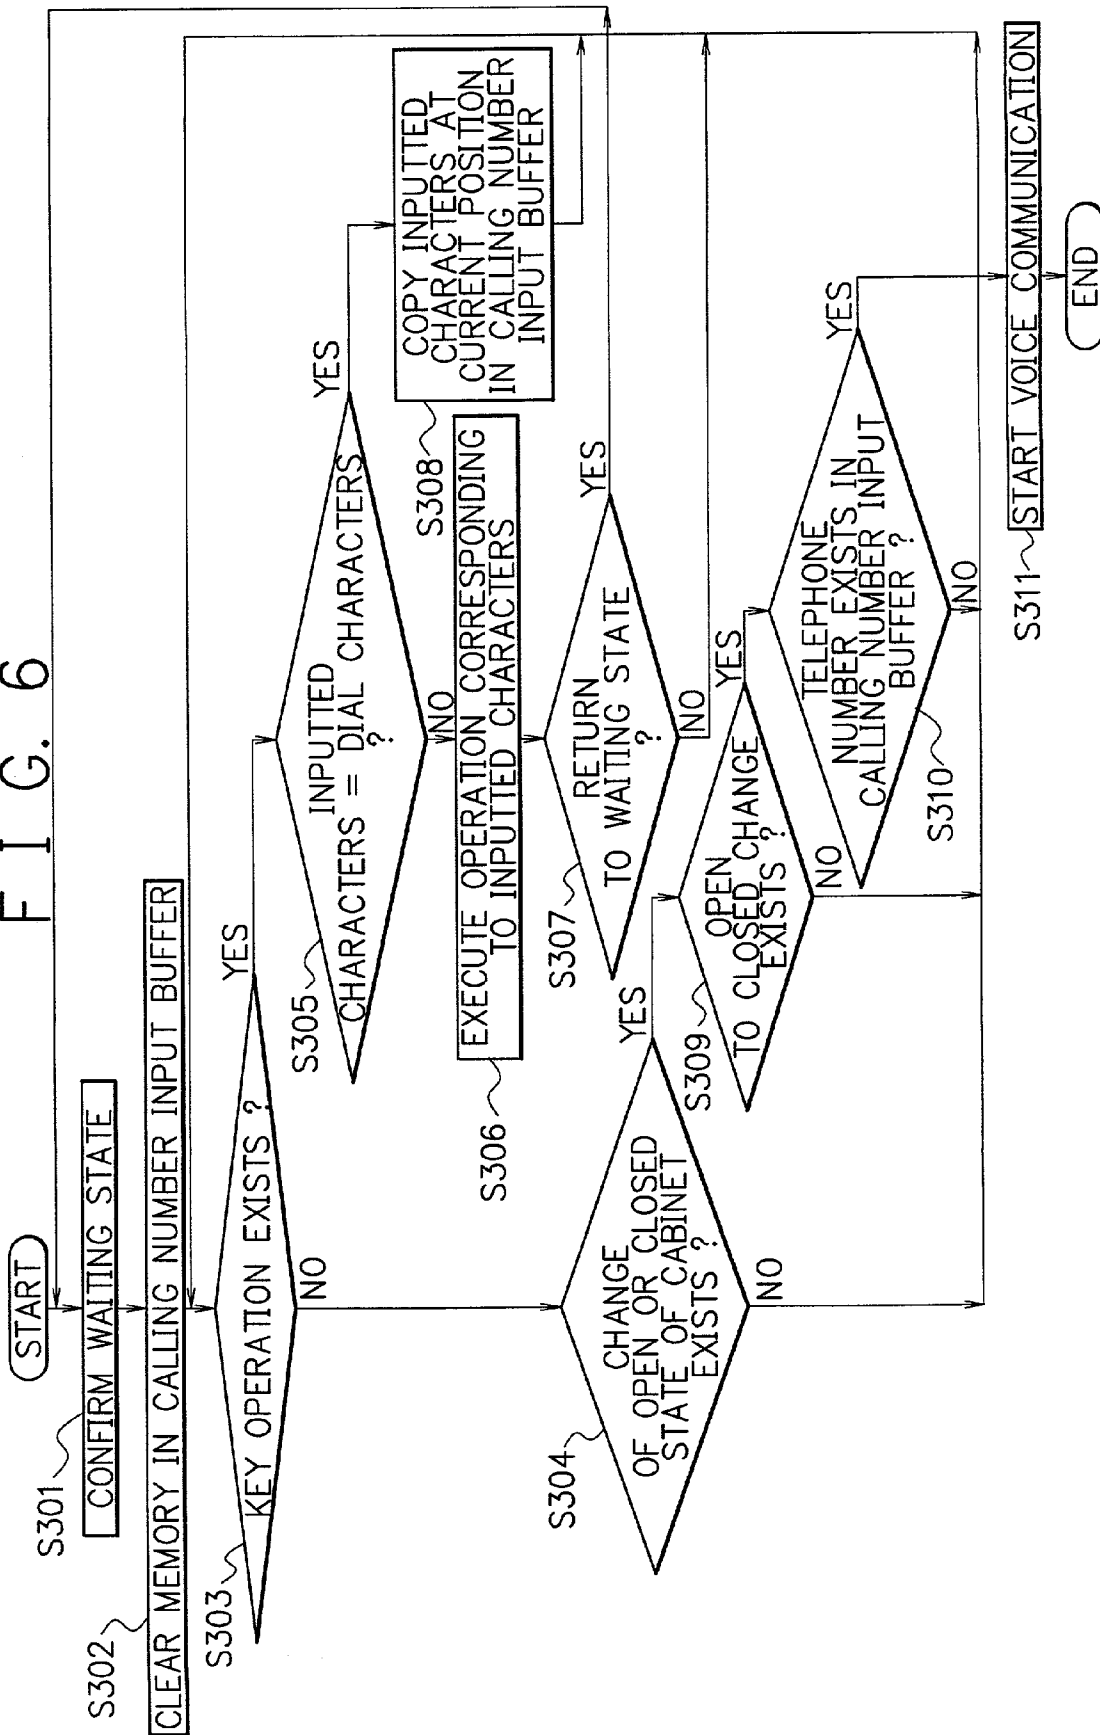 FIG. 6
START
S301
CONFIRM WAITING STATE
S302
CLEAR MEMORY IN CALLING NUMBER INPUT BUFFER
S303
KEY OPERATION EXISTS ?
YES
NO
S305
INPUTTED
CHARACTERS = DIAL CHARACTERS
?
YES
NO
S308
COPY INPUTTED
CHARACTERS AT
CURRENT POSITION
IN CALLING NUMBER
INPUT BUFFER
S306
EXECUTE OPERATION CORRESPONDING
TO INPUTTED CHARACTERS
S307
RETURN
TO WAITING STATE
?
YES
NO
S304
CHANGE
OF OPEN OR CLOSED
STATE OF CABINET
EXISTS ?
YES
NO
S309
OPEN
TO CLOSED CHANGE
EXISTS ?
YES
NO
S310
TELEPHONE
NUMBER EXISTS IN
CALLING NUMBER INPUT
BUFFER ?
YES
NO
S311
START VOICE COMMUNICATION
END